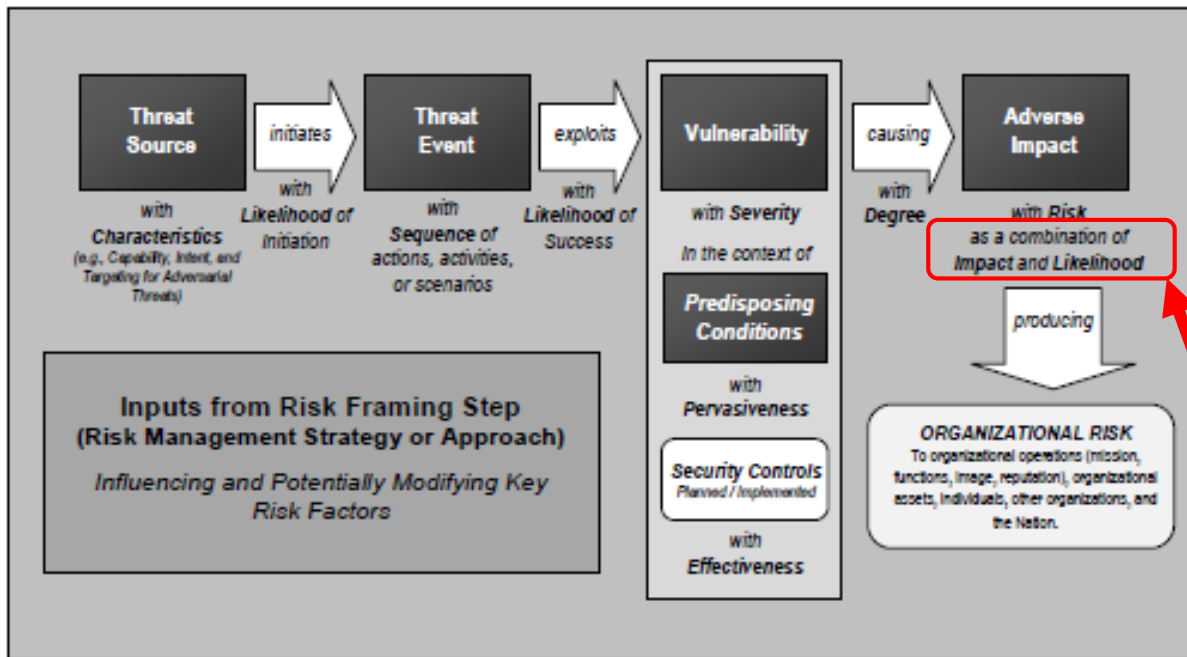 Threat
Source
initiates
Threat
Event
exploits
Vulnerability
causing
Adverse
Impact
with
Characteristics
(e.g., Capability, Intent, and
Targeting for Adversarial
Threats)
with
Likelihood of
Initiation
with
Sequence of
actions, activities,
or scenarios
with
Likelihood of
Success
with Severity
In the context of
Predisposing
Conditions
with
Pervasiveness
Security Controls
Planned / Implemented
with
Effectiveness
with
Degree
with Risk
as a combination of
Impact and Likelihood
producing
ORGANIZATIONAL RISK
To organizational operations (mission,
functions, image, reputation), organizational
assets, individuals, other organizations, and
the Nation.
Inputs from Risk Framing Step
(Risk Management Strategy or Approach)
Influencing and Potentially Modifying Key
Risk Factors